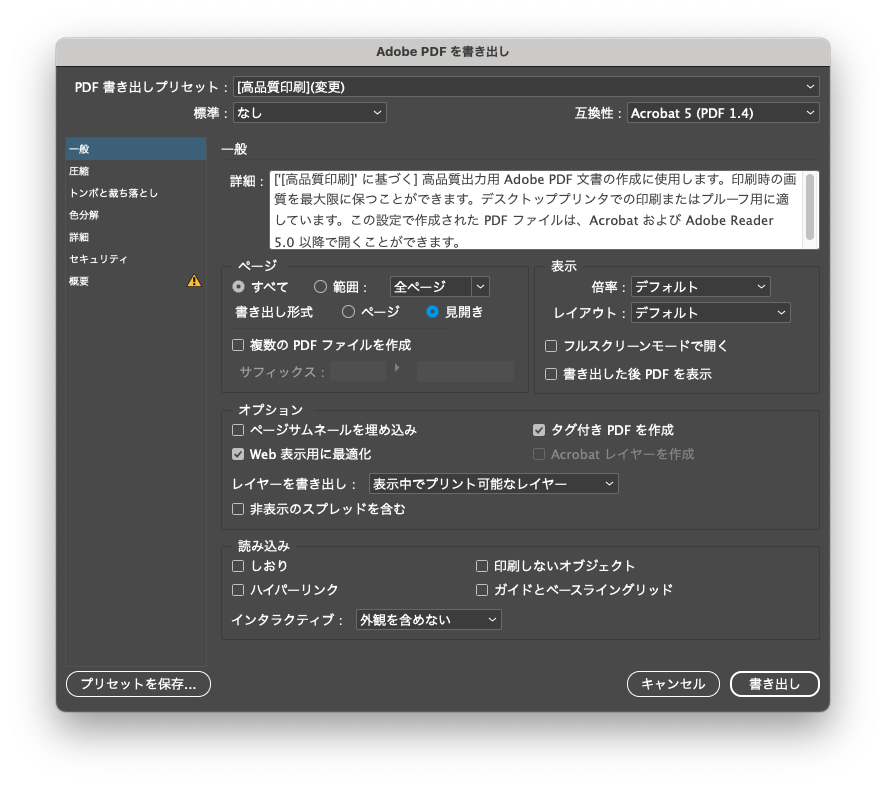 Adobe PDF を書き出し
PDF 書き出しプリセット： [高品質印刷](変更)
標準： なし 互換性： Acrobat 5 (PDF 1.4)
一般
圧縮
トンボと裁ち落とし
色分解
詳細
セキュリティ
概要
一般
詳細： ['[高品質印刷]' に基づく] 高品質出力用 Adobe PDF 文書の作成に使用します。印刷時の画
質を最大限に保つことができます。デスクトッププリンタでの印刷またはプルーフ用に適
しています。この設定で作成された PDF ファイルは、Acrobat および Adobe Reader
5.0 以降で開くことができます。
ページ
すべて 範囲： 全ページ
書き出し形式 ページ 見開き
複数の PDF ファイルを作成
サフィックス：
表示
倍率： デフォルト
レイアウト： デフォルト
フルスクリーンモードで開く
書き出した後 PDF を表示
オプション
ページサムネールを埋め込み タグ付き PDF を作成
Web 表示用に最適化 Acrobat レイヤーを作成
レイヤーを書き出し： 表示中でプリント可能なレイヤー
非表示のスプレッドを含む
読み込み
しおり 印刷しないオブジェクト
ハイパーリンク ガイドとベースライングリッド
インタラクティブ： 外観を含めない
プリセットを保存... キャンセル 書き出し